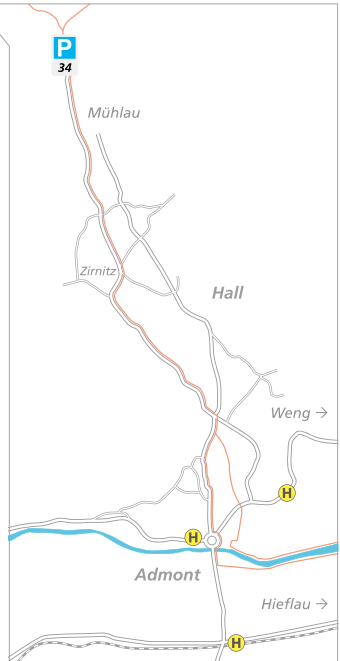 P
34
Mühlau
Zirnitz
Hall
Weng →
H
H
Admont
Hieflau →
H